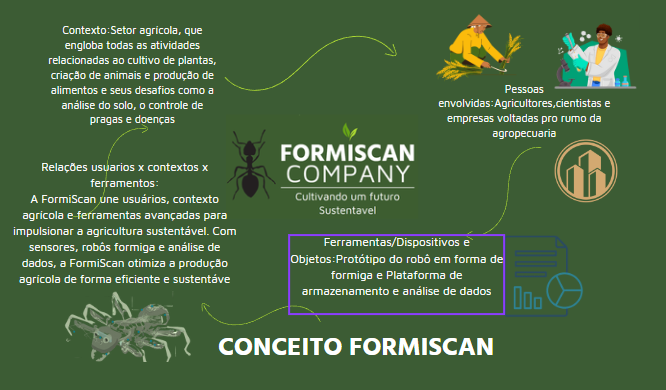 Contexto:Setor agrícola, que
engloba todas as atividades
relacionadas ao cultivo de plantas,
criação de animais e produção de
alimentos e seus desafios como a
análise do solo, o controle de
pragas e doenças
Pessoas
envolvidas:Agricultores,cientistas e
empresas voltadas pro rumo da
agropecuaria
FORMISCAN
COMPANY
Cultivando um futuro
Sustentavel
Relações usuarios x contextos x
ferramentos:
A FormiScan une usuários, contexto
agrícola e ferramentas avançadas para
impulsionar a agricultura sustentável. Com
sensores, robôs formiga e análise de
dados, a FormiScan otimiza a produção
agrícola de forma eficiente e sustentáve
Ferramentas/Dispositivos e
Objetos:Protótipo do robô em forma de
formiga e Plataforma de
armazenamento e análise de dados
CONCEITO FORMISCAN